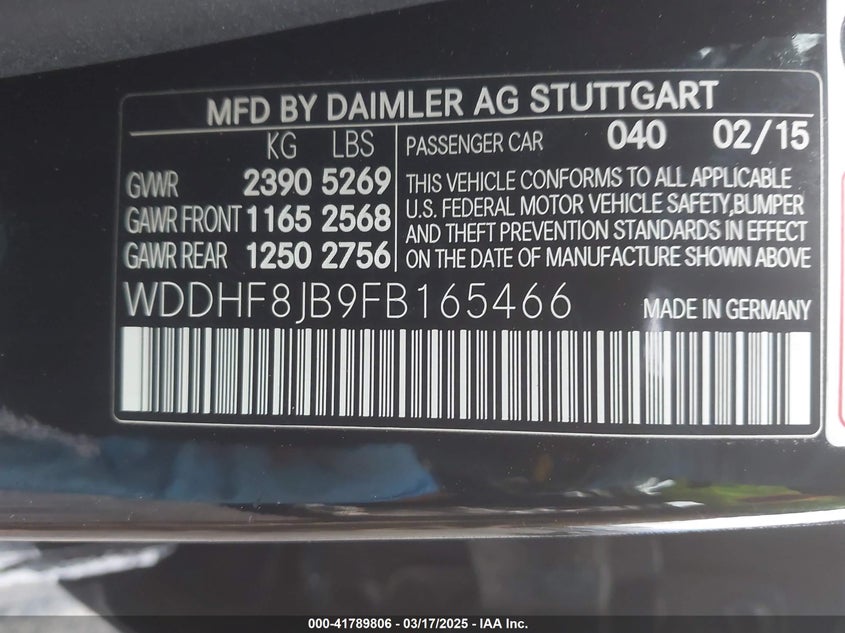 MFD BY DAIMLER AG STUTTGART
KG LBS
GVWR 2390 5269
GAWR FRONT 1165 2568
GAWR REAR 1250 2756
PASSENGER CAR 040 02/15
THIS VEHICLE CONFORMS TO ALL APPLICABLE
U.S. FEDERAL MOTOR VEHICLE SAFETY,BUMPER
AND THEFT PREVENTION STANDARDS IN EFFECT
ON THE DATE OF MANUFACTURE SHOWN ABOVE
WDDHF8JB9FB165466 MADE IN GERMANY
000-41789806 - 03/17/2025 - IAA Inc.